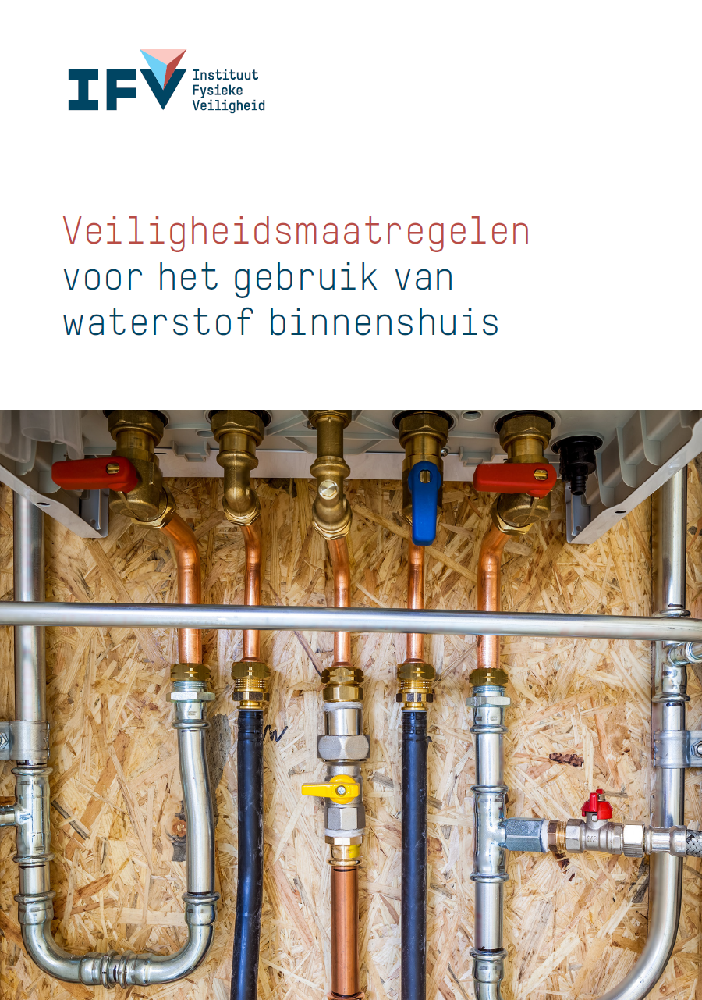 IFV
Instituut
Fysieke
Veiligheid
Veiligheidsmaatregelen
voor het gebruik van
waterstof binnenshuis